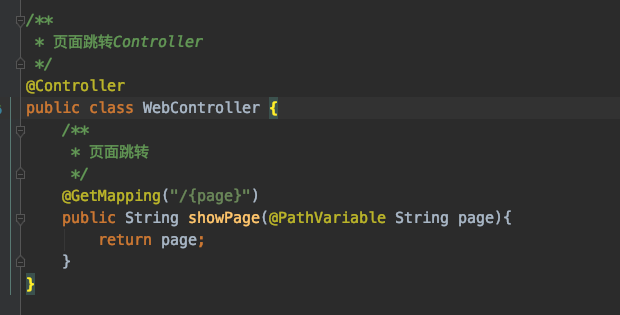 /**
 * 页面跳转Controller
 */
@Controller
public class WebController {
    /**
     * 页面跳转
     */
    @GetMapping("/{page}")
    public String showPage(@PathVariable String page){
        return page;
    }
}